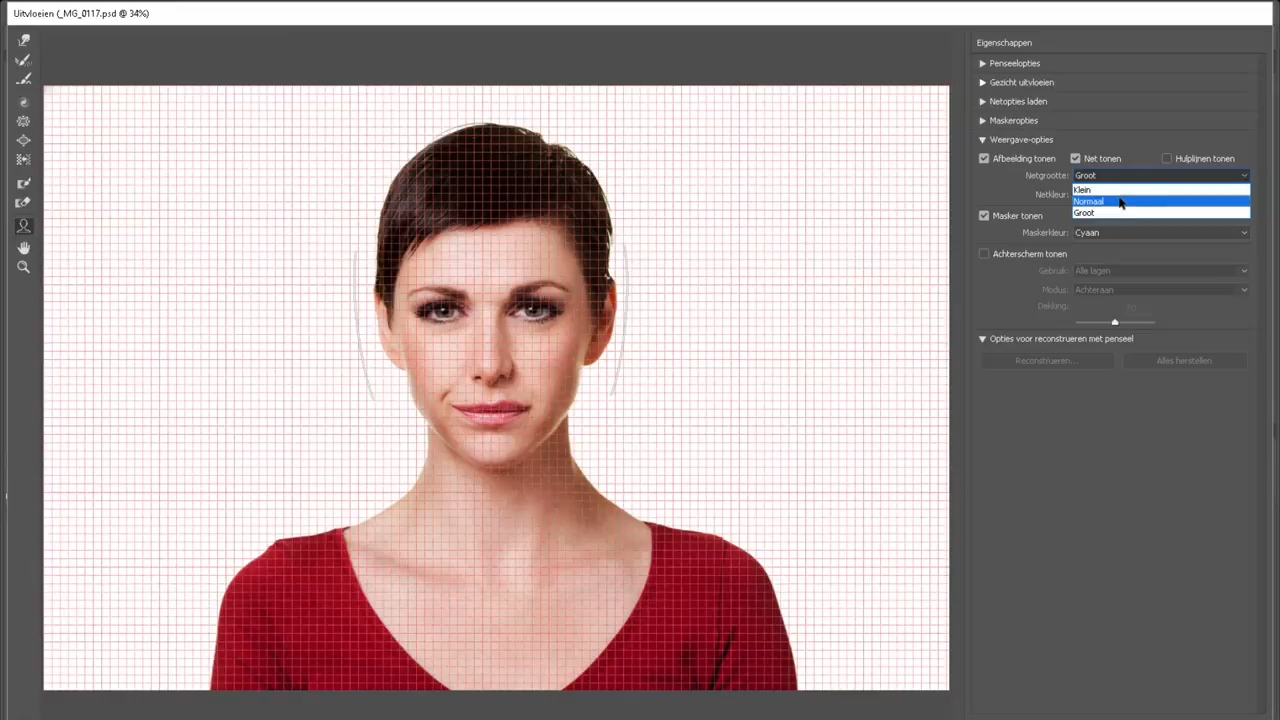 Uitvloeien (_MG_0117.psd @ 34%)
Eigenschappen
Penseelopties
Gezicht uitvloeien
Netopties laden
Maskeropties
Weergave-opties
Afbeelding tonen Net tonen Hulplijnen tonen
Netgrootte: Groot
Klein
Netkleur: Normaal
Groot
Masker tonen
Maskerkleur: Cyaan
Achterscherm tonen
Gebruik: Alle lagen
Modus: Achteraan
Dekking: 70
Opties voor reconstrueren met penseel
Reconstrueren... Alles herstellen